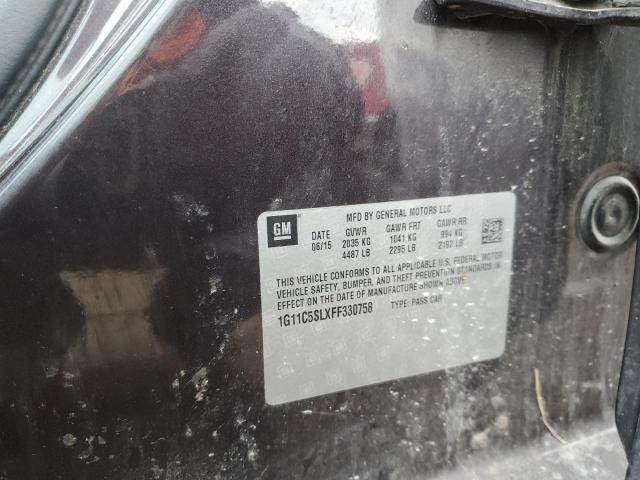 GM
MFD BY GENERAL MOTORS LLC
DATE GVWR GAWR FRT GAWR RR
06/15 2035 KG 1041 KG 994 KG
4487 LB 2295 LB 2192 LB
THIS VEHICLE CONFORMS TO ALL APPLICABLE U.S. FEDERAL MOTOR
VEHICLE SAFETY, BUMPER, AND THEFT PREVENTION STANDARDS IN
EFFECT ON THE DATE OF MANUFACTURE SHOWN ABOVE.
1G11C5SLXFF330758 TYPE: PASS CAR